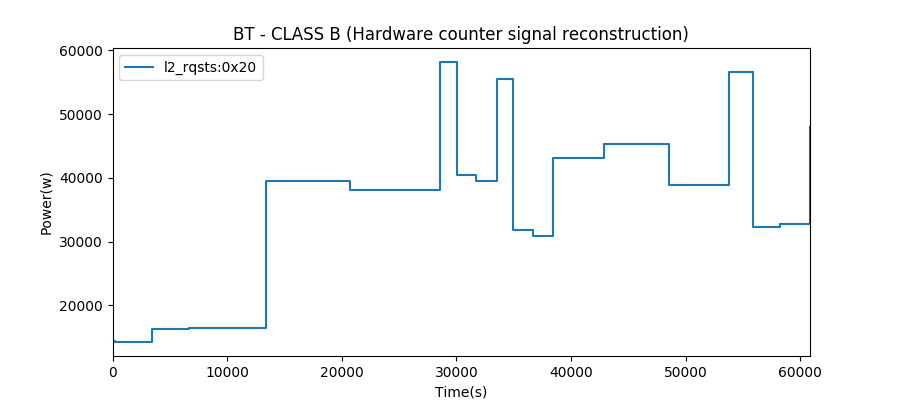 BT - CLASS B (Hardware counter signal reconstruction)
l2_rqsts:0x20
60000
50000
40000
30000
20000
Power(w)
0 10000 20000 30000 40000 50000 60000
Time(s)